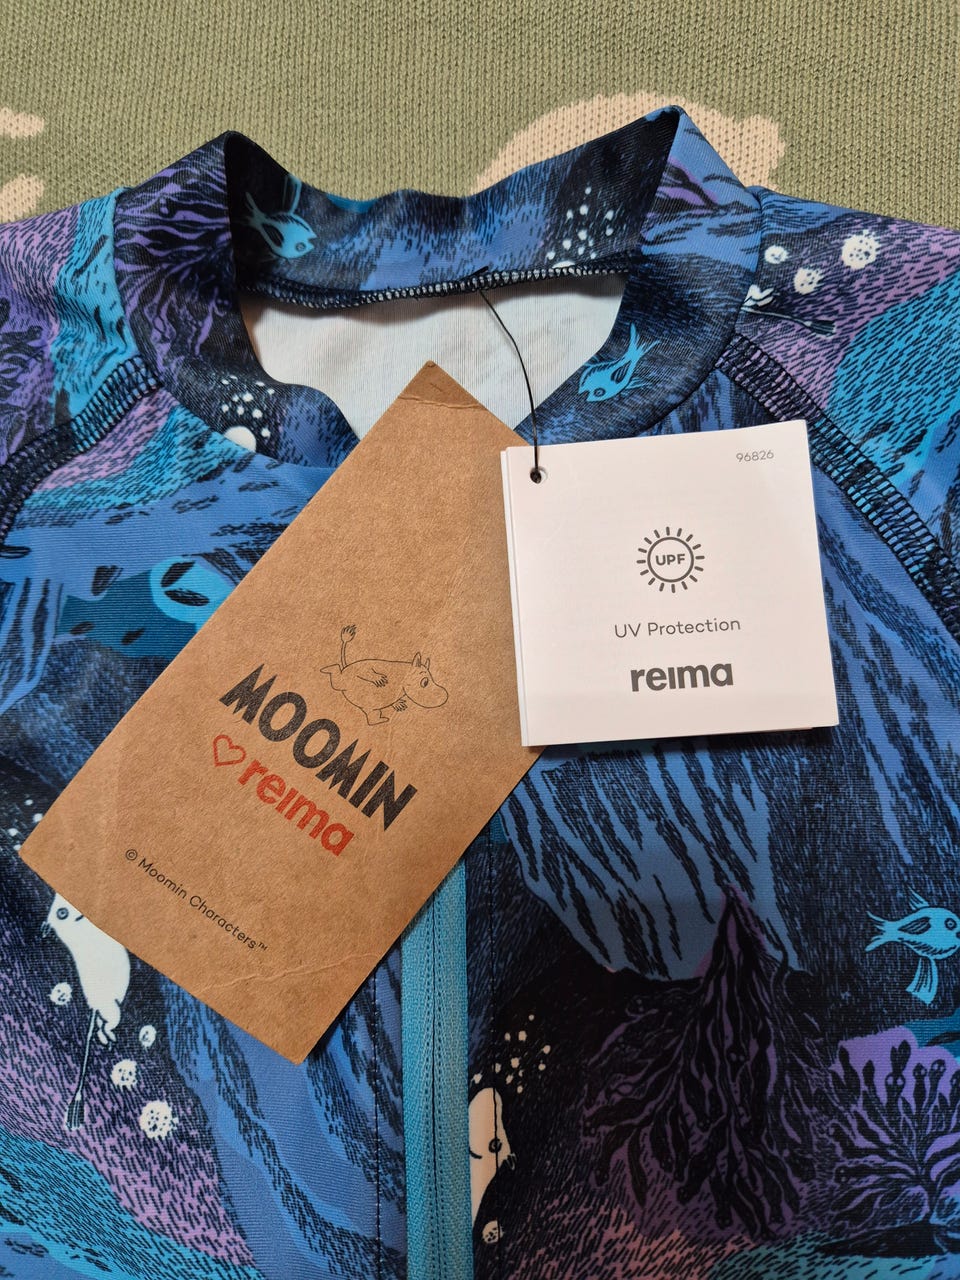 MOOMIN
reima
© Moomin Characters™
96826
UPF
UV Protection
reima